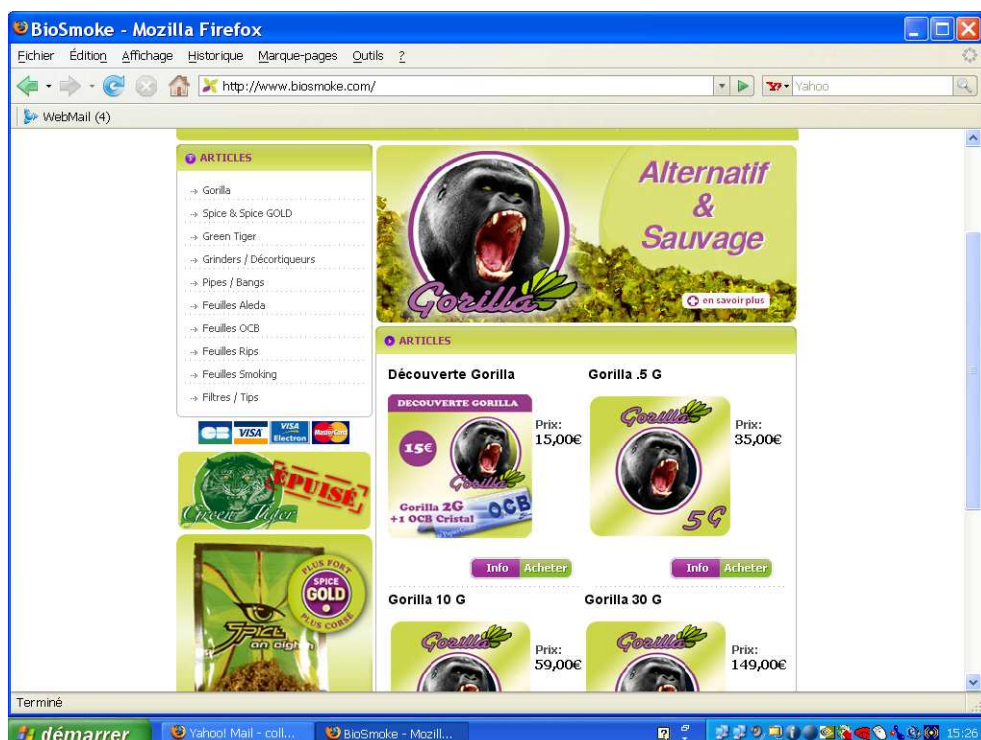 BioSmoke - Mozilla Firefox
Fichier Édition Affichage Historique Marque-pages Outils ?
http://www.biosmoke.com/
Yahoo
WebMail (4)
ARTICLES
Gorilla
Spice & Spice GOLD
Green Tiger
Grinders / Décortiqueurs
Pipes / Bangs
Feuilles Aleda
Feuilles OCB
Feuilles Rips
Feuilles Smoking
Filtres / Tips
CB VISA VISA Electron MasterCard
ÉPUISÉ
Green Tiger
PLUS FORT
SPICE
GOLD
PLUS CORSÉ
SPICE
Alternatif
&
Sauvage
Gorilla
en savoir plus
ARTICLES
Découverte Gorilla
DECOUVERTE GORILLA
15€
Gorilla
Gorilla 2G
+1 OCB Cristal
OCB
Prix:
15,00€
Info Acheter
Gorilla .5 G
Gorilla
5G
Prix:
35,00€
Info Acheter
Gorilla 10 G
Gorilla
Prix:
59,00€
Gorilla 30 G
Gorilla
Prix:
149,00€
Terminé
démarrer
Yahoo! Mail - coll...
BioSmoke - Mozill...
15:26